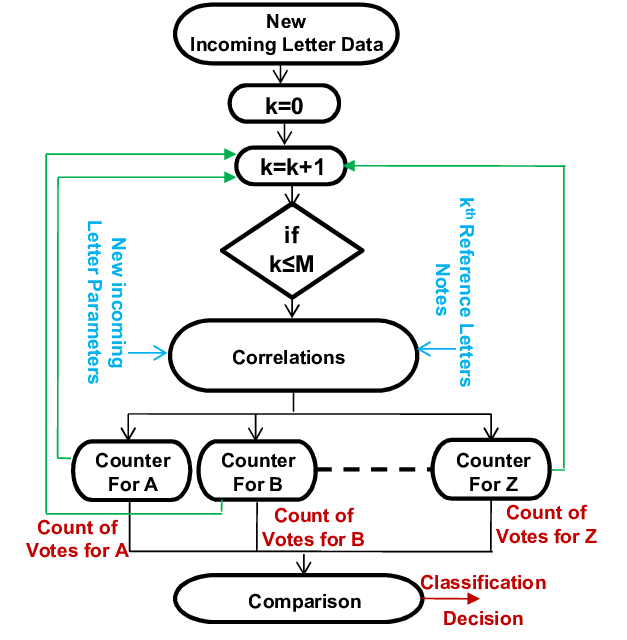 New
Incoming Letter Data
k=0
k=k+1
if
k≤M
New incoming
Letter Parameters
kth Reference Letters
Notes
Correlations
Counter
For A
Counter
For B
Counter
For Z
Count of
Votes for A
Count of
Votes for B
Count of
Votes for Z
Comparison
Classification
Decision